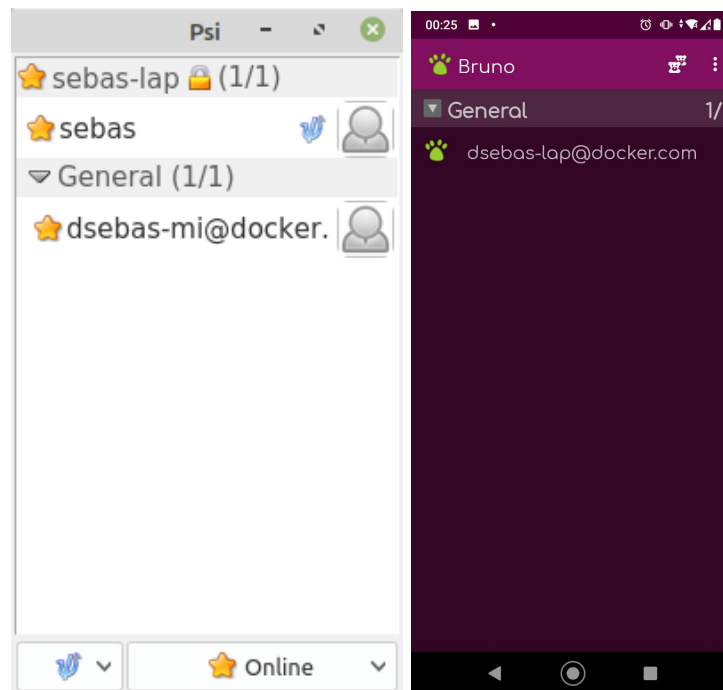 Psi
sebas-lap (1/1)
sebas
General (1/1)
dsebas-mi@docker.
Online
00:25
Bruno
General 1/
dsebas-lap@docker.com